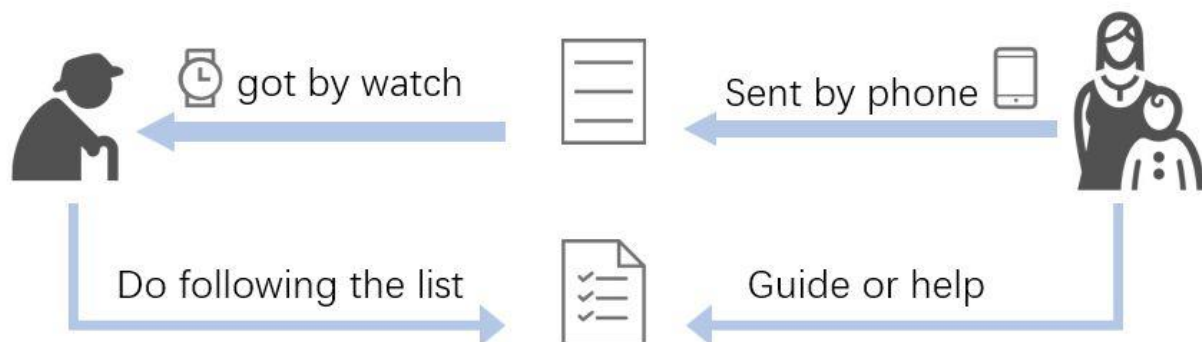 got by watch
Sent by phone
Do following the list
Guide or help